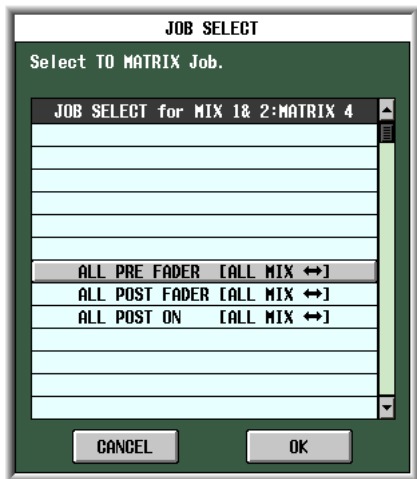 JOB SELECT
Select TO MATRIX Job.
JOB SELECT for MIX 1& 2:MATRIX 4
ALL PRE FADER [ALL MIX ↔]
ALL POST FADER [ALL MIX ↔]
ALL POST ON [ALL MIX ↔]
CANCEL OK